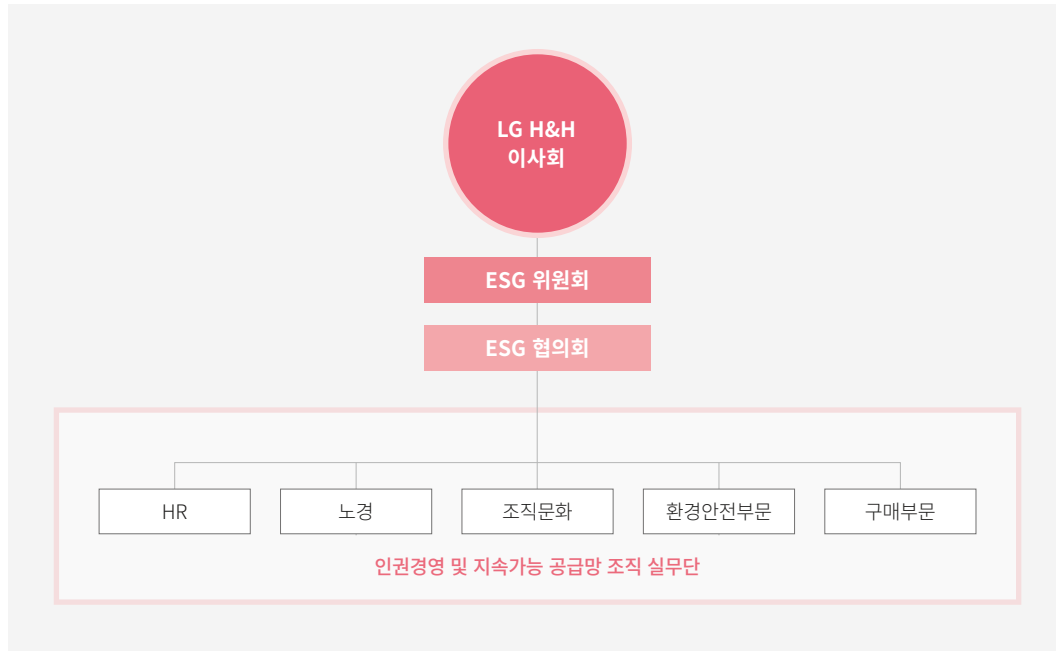 LG H&H
이사회
ESG 위원회
ESG 협의회
HR
노경
조직문화
환경안전부문
구매부문
인권경영 및 지속가능 공급망 조직 실무단